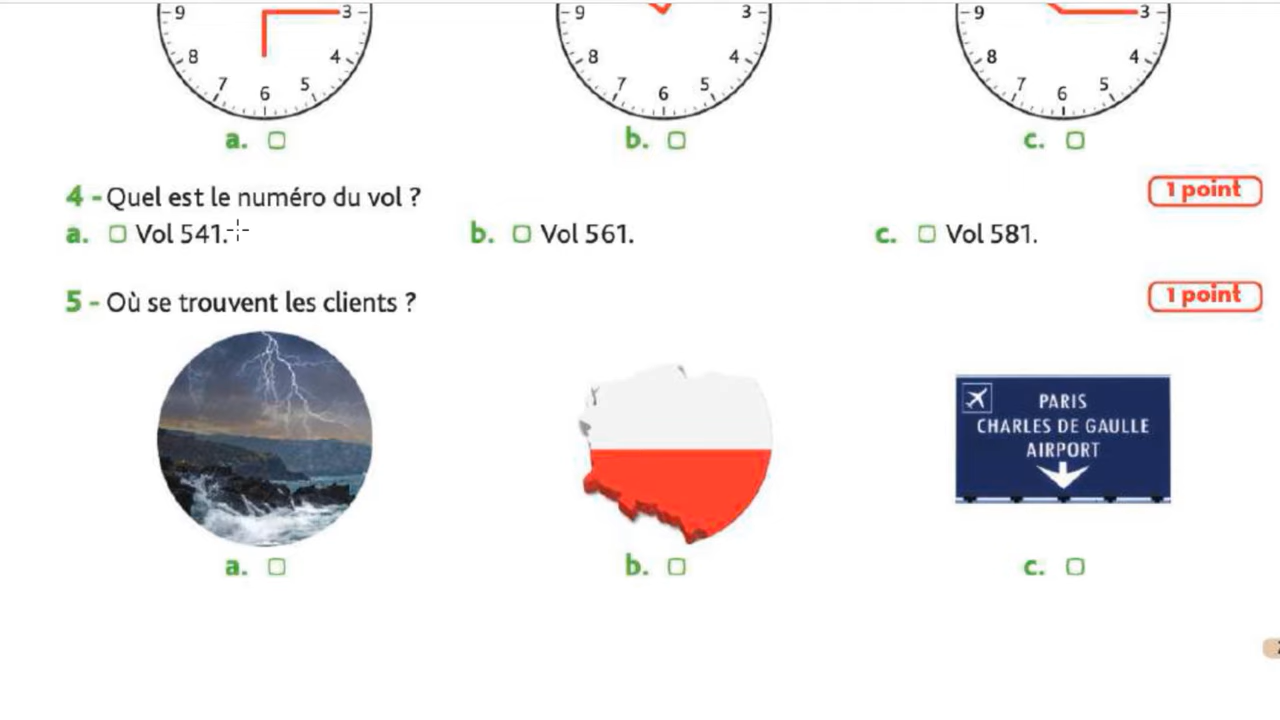 9 3 9 3 9 3
8 4 8 4 8 4
7 5 7 5 7 5
6 6 6
a. b. c.
4 - Quel est le numéro du vol ? 1 point
a. Vol 541. b. Vol 561. c. Vol 581.
5 - Où se trouvent les clients ? 1 point
PARIS
CHARLES DE GAULLE
AIRPORT
a. b. c.